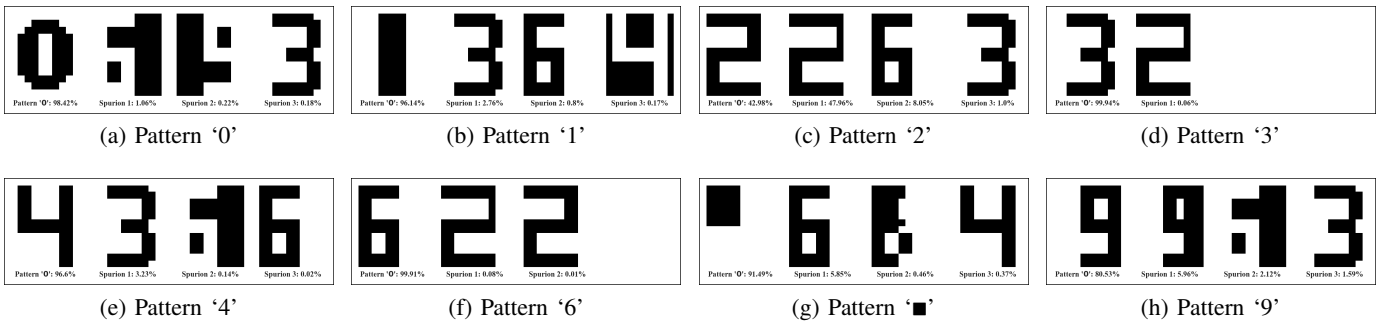 Pattern '0': 98.42% Spurion 1: 1.06% Spurion 2: 0.22% Spurion 3: 0.18%
(a) Pattern ‘0’
Pattern '0': 96.14% Spurion 1: 2.76% Spurion 2: 0.8% Spurion 3: 0.17%
(b) Pattern ‘1’
Pattern '0': 42.98% Spurion 1: 47.96% Spurion 2: 8.05% Spurion 3: 1.0%
(c) Pattern ‘2’
Pattern '0': 99.94% Spurion 1: 0.06%
(d) Pattern ‘3’
Pattern '0': 96.6% Spurion 1: 3.23% Spurion 2: 0.14% Spurion 3: 0.02%
(e) Pattern ‘4’
Pattern '0': 99.91% Spurion 1: 0.08% Spurion 2: 0.01%
(f) Pattern ‘6’
Pattern '0': 91.49% Spurion 1: 5.85% Spurion 2: 0.46% Spurion 3: 0.37%
(g) Pattern ‘■’
Pattern '0': 80.53% Spurion 1: 5.96% Spurion 2: 2.12% Spurion 3: 1.59%
(h) Pattern ‘9’